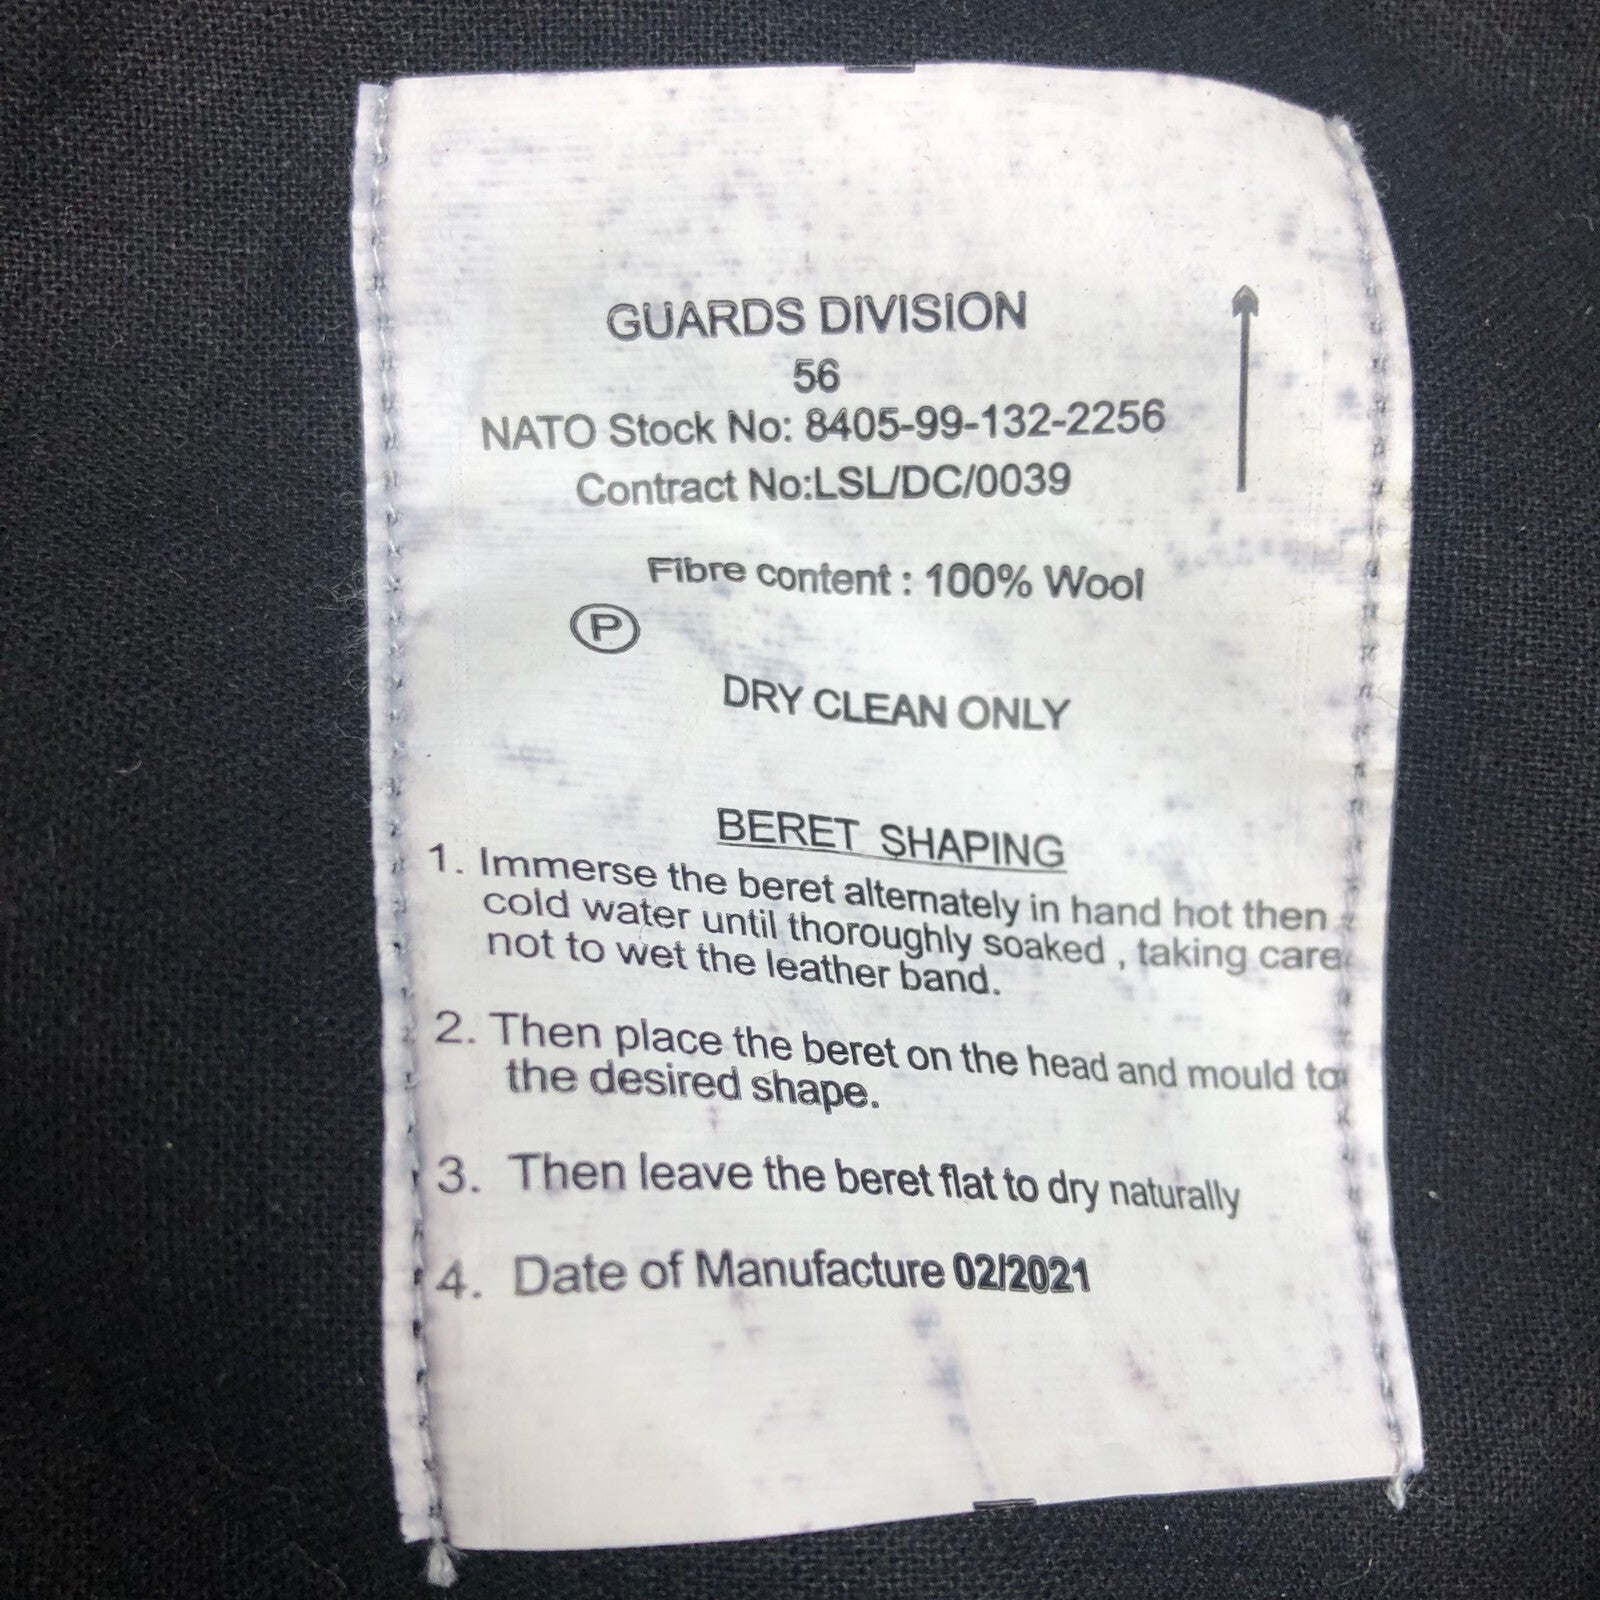 GUARDS DIVISION
56
NATO Stock No: 8405-99-132-2256
Contract No:LSL/DC/0039
Fibre content : 100% Wool
P
DRY CLEAN ONLY
BERET SHAPING
1. Immerse the beret alternately in hand hot then
cold water until thoroughly soaked , taking care
not to wet the leather band.
2. Then place the beret on the head and mould to
the desired shape.
3. Then leave the beret flat to dry naturally
4. Date of Manufacture 02/2021